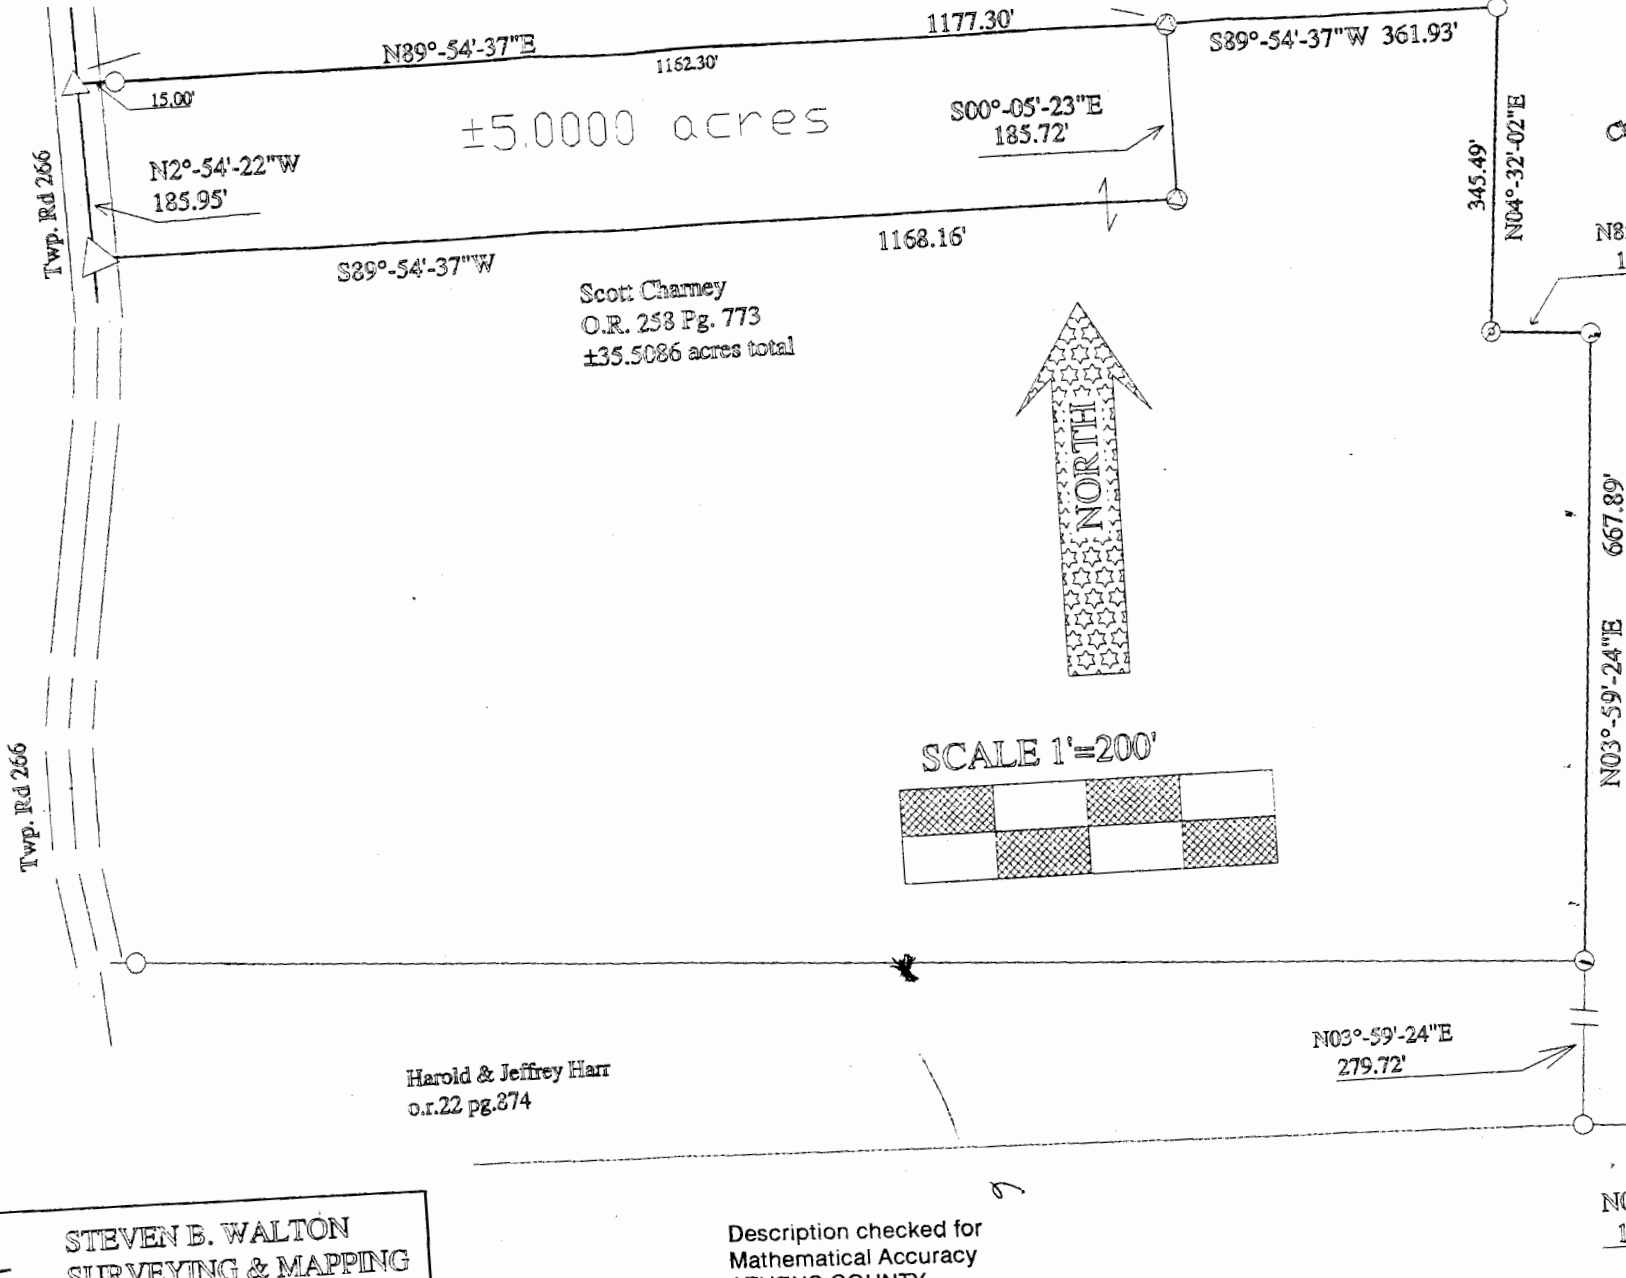 1177.30'
N89°-54'-37"E
1162.30'
S89°-54'-37"W 361.93'
15.00'
±5.0000 acres
S00°-05'-23"E
185.72'
N2°-54'-22"W
185.95'
Twp. Rd 266
345.49'
N04°-32'-02"E
1168.16'
S89°-54'-37"W
Scott Charney
O.R. 258 Pg. 773
±35.5086 acres total
NORTH
667.89'
N03°-59'-24"E
SCALE 1'=200'
Twp. Rd 266
N03°-59'-24"E
279.72'
Harold & Jeffrey Harr
o.r.22 pg.874
STEVEN B. WALTON
SURVEYING & MAPPING
Description checked for
Mathematical Accuracy
ATHENS COUNTY